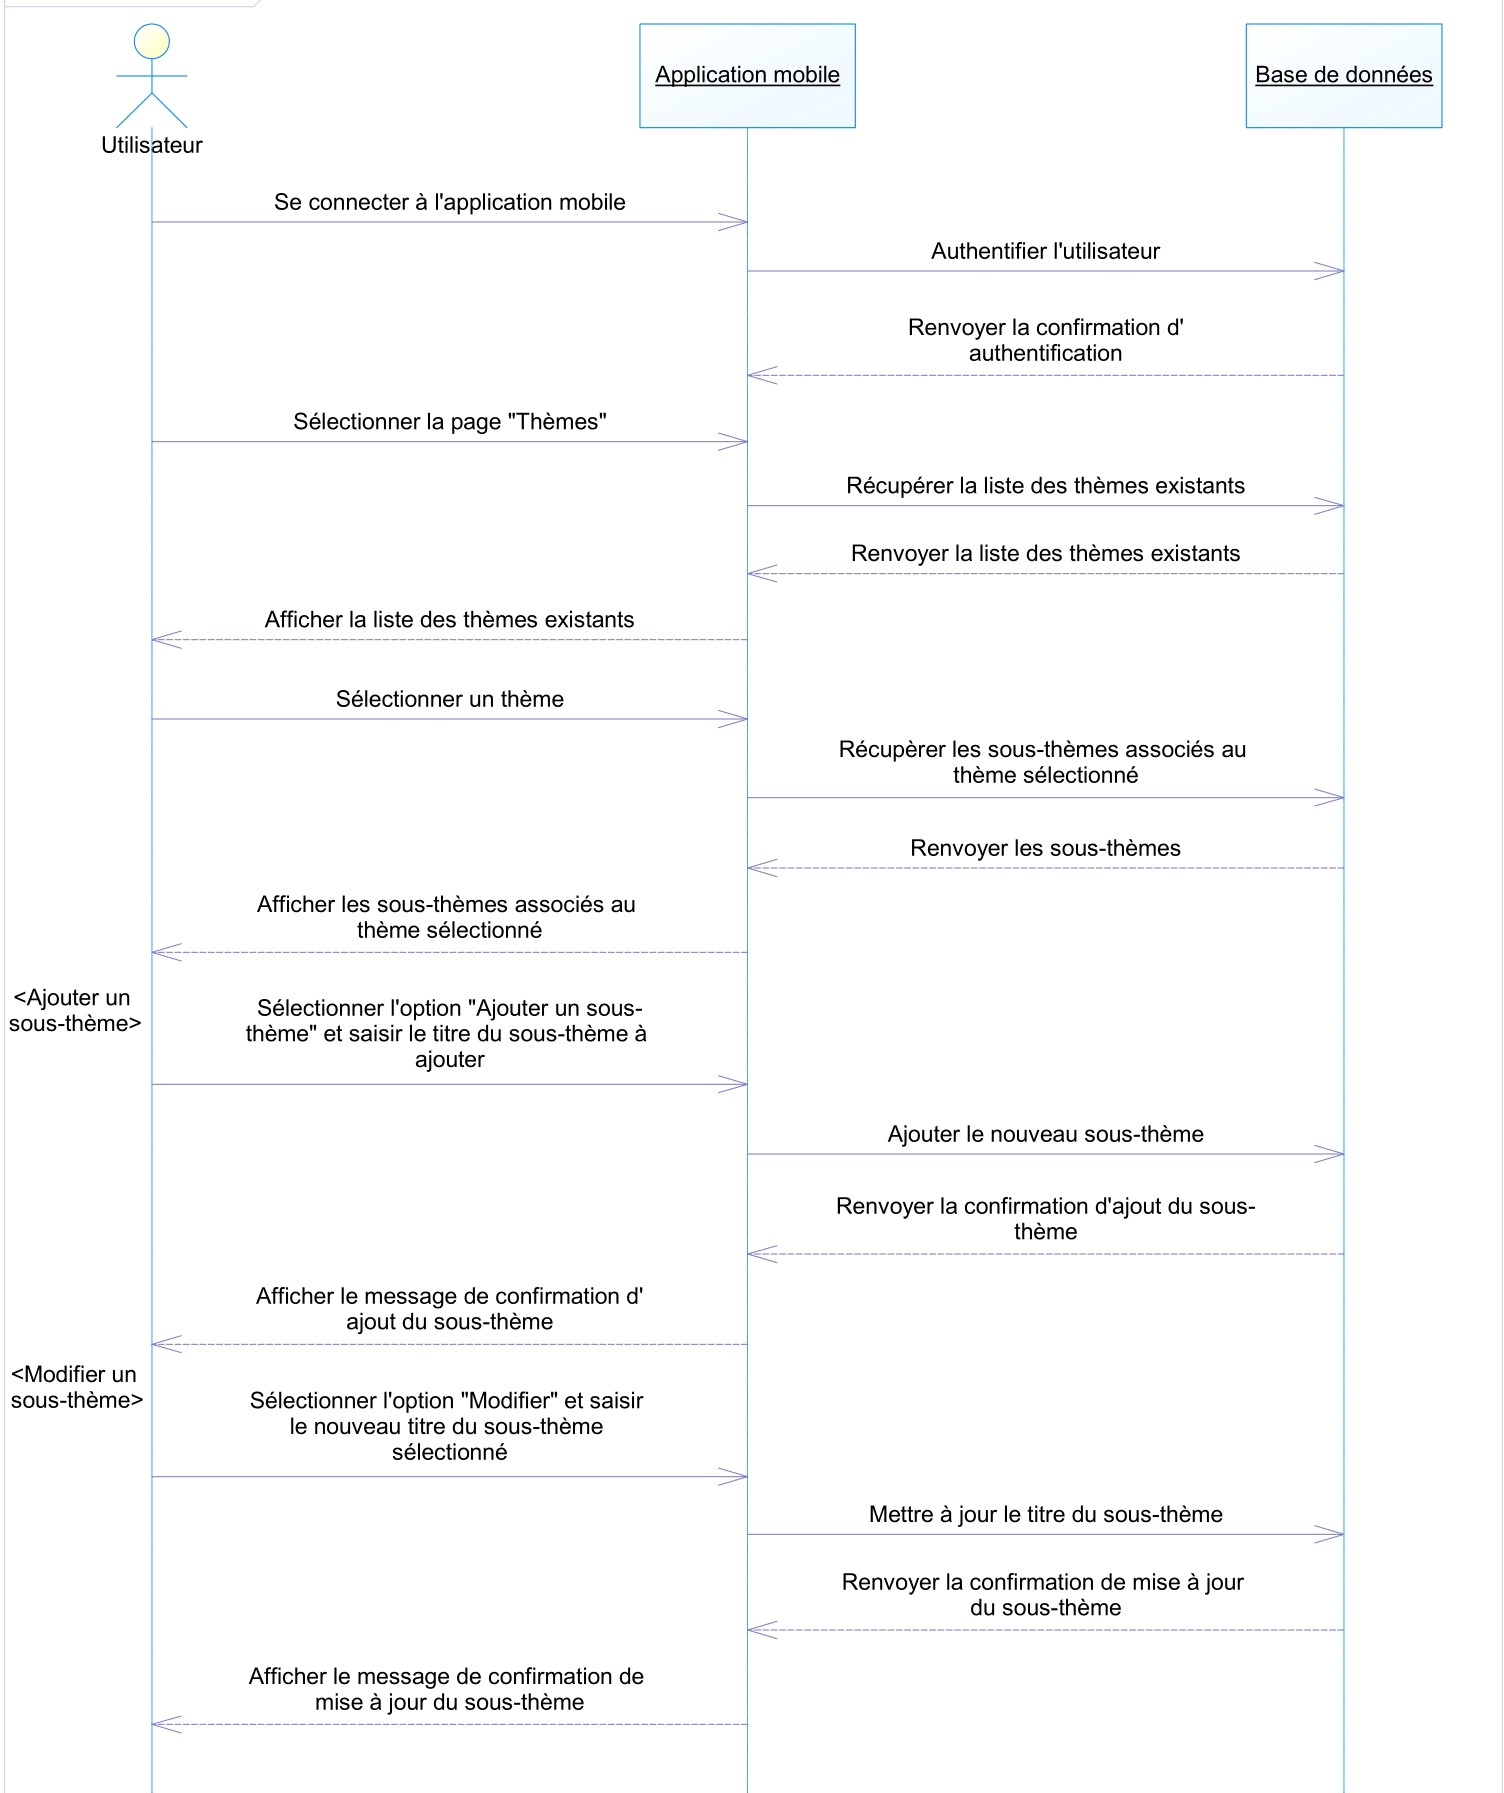 Application mobile
Base de données
Utilisateur
Se connecter à l'application mobile
Authentifier l'utilisateur
Renvoyer la confirmation d'
authentification
Sélectionner la page "Thèmes"
Récupérer la liste des thèmes existants
Renvoyer la liste des thèmes existants
Afficher la liste des thèmes existants
Sélectionner un thème
Récupèrer les sous-thèmes associés au
thème sélectionné
Renvoyer les sous-thèmes
Afficher les sous-thèmes associés au
thème sélectionné
<Ajouter un
sous-thème>
Sélectionner l'option "Ajouter un sous-
thème" et saisir le titre du sous-thème à
ajouter
Ajouter le nouveau sous-thème
Renvoyer la confirmation d'ajout du sous-
thème
Afficher le message de confirmation d'
ajout du sous-thème
<Modifier un
sous-thème>
Sélectionner l'option "Modifier" et saisir
le nouveau titre du sous-thème
sélectionné
Mettre à jour le titre du sous-thème
Renvoyer la confirmation de mise à jour
du sous-thème
Afficher le message de confirmation de
mise à jour du sous-thème